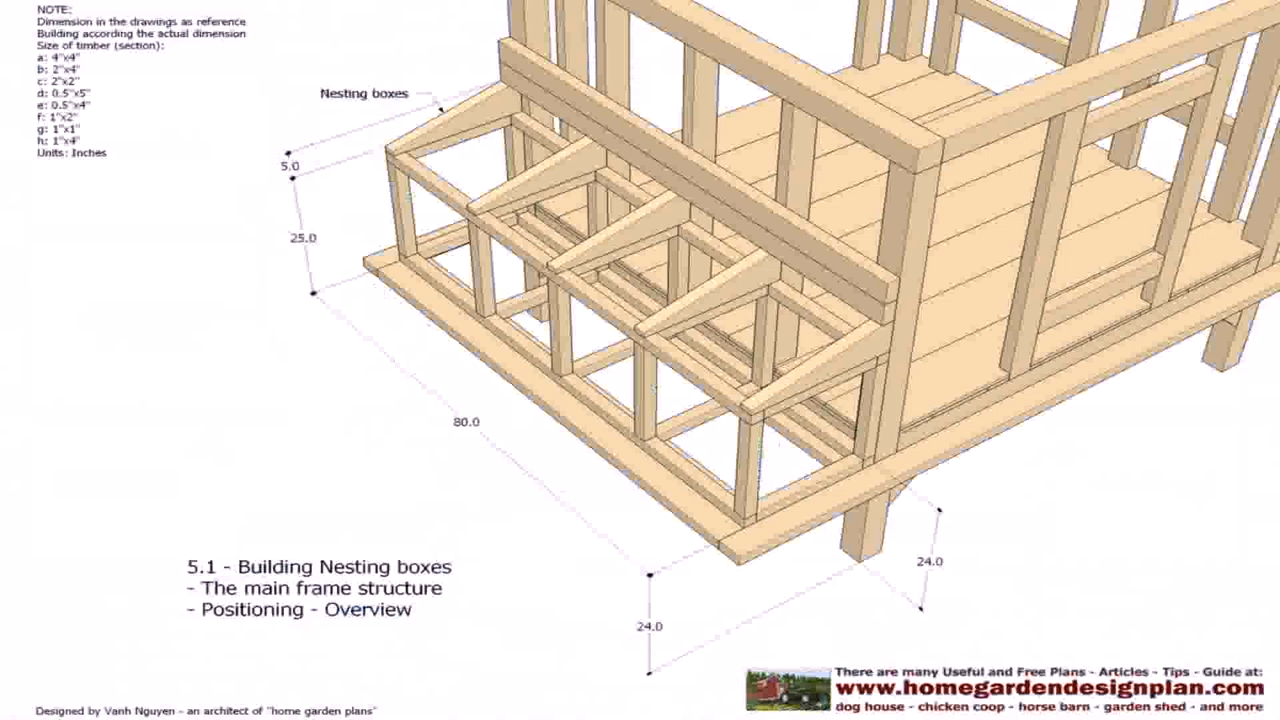 NOTE:
Dimension in the drawings as reference
Building according the actual dimension
Size of timber (section):
a: 4"x4"
b: 2"x4"
c: 2"x2"
d: 0.5"x5"
e: 0.5"x4"
f: 1"x2"
g: 1"x1"
h: 1"x4"
Units: Inches
Nesting boxes
5.0
25.0
80.0
24.0
24.0
5.1 - Building Nesting boxes
- The main frame structure
- Positioning - Overview
There are many Useful and Free Plans - Articles - Tips - Guide at:
www.homegardendesignplan.com
dog house - chicken coop - horse barn - garden shed - and more
Designed by Vanh Nguyen - an architect of "home garden plans"